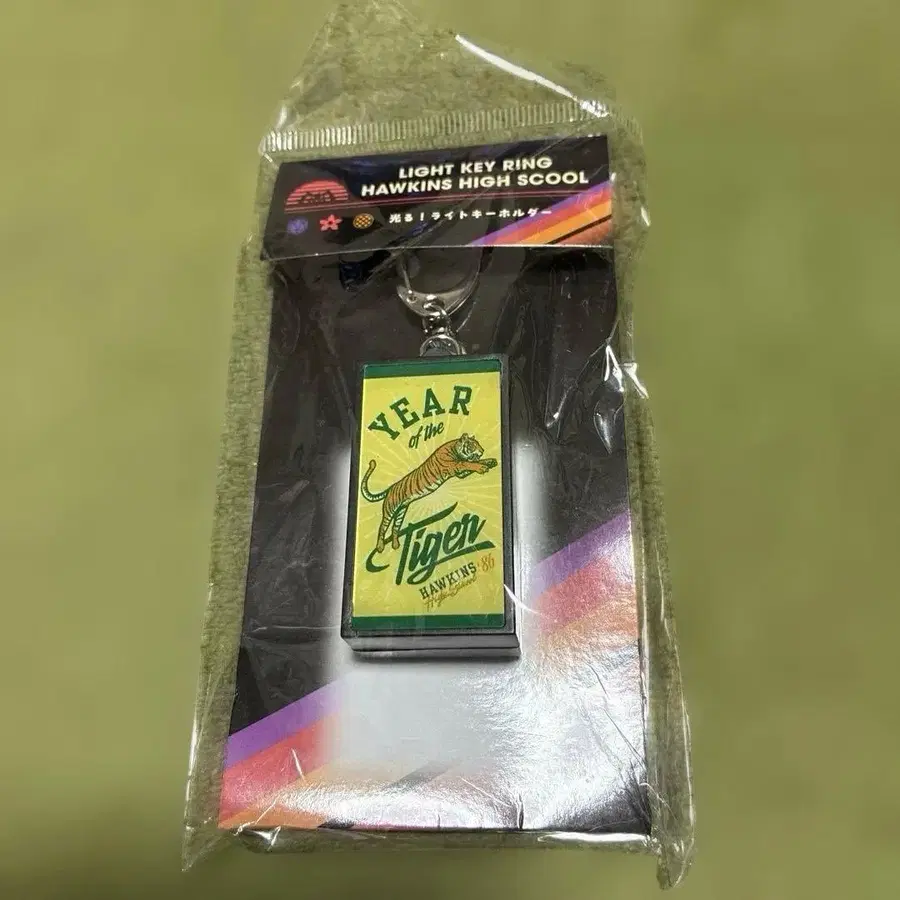 LIGHT KEY RING
HAWKINS HIGH SCOOL
光る!ライトキーホルダー
YEAR
of the
Tiger
HAWKINS '86
High School